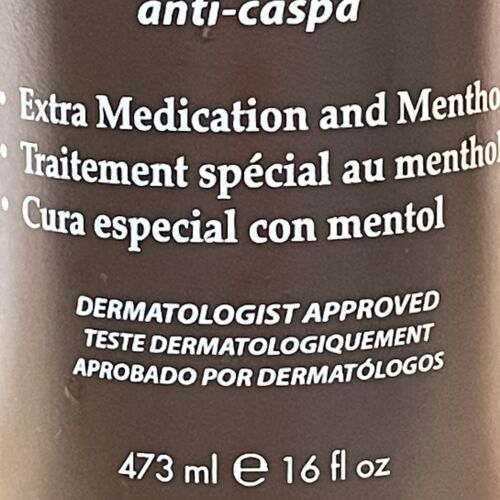 anti-caspa
• Extra Medication and Mentho
• Traitement spécial au menthol
• Cura especial con mentol
DERMATOLOGIST APPROVED
TESTE DERMATOLOGIQUEMENT
APROBADO POR DERMATÓLOGOS
473 ml ℮ 16 fl oz